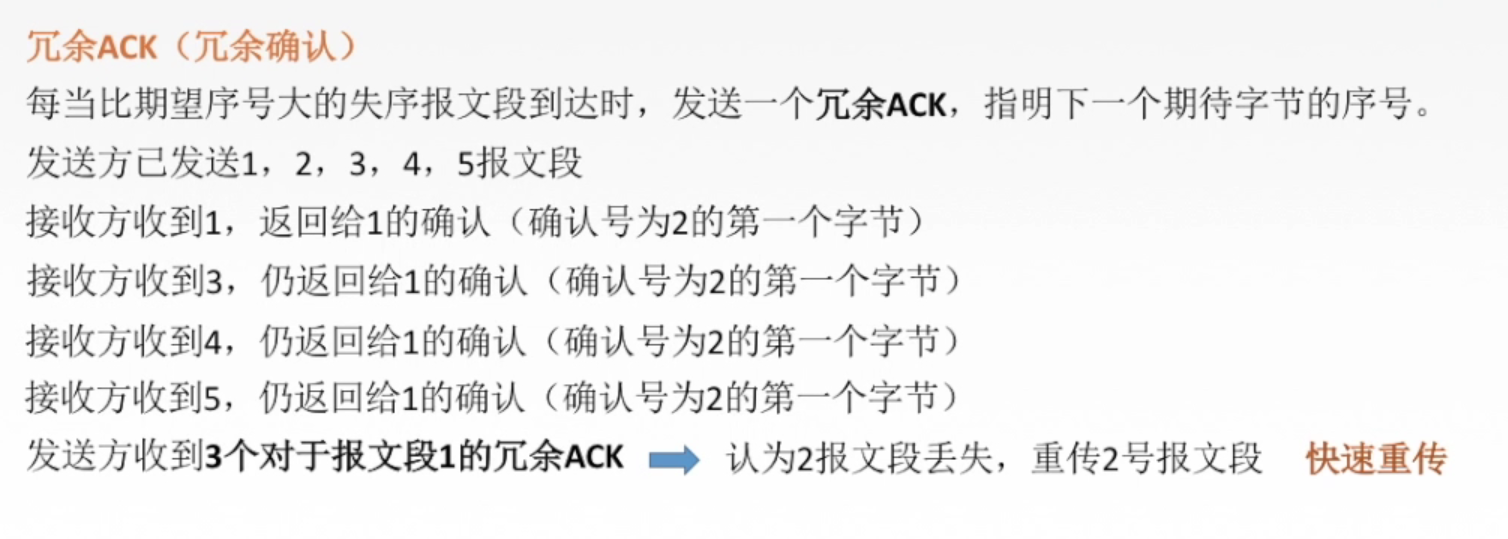 冗余ACK（冗余确认）
每当比期望序号大的失序报文段到达时，发送一个冗余ACK，指明下一个期待字节的序号。
发送方已发送1，2，3，4，5报文段
接收方收到1，返回给1的确认（确认号为2的第一个字节）
接收方收到3，仍返回给1的确认（确认号为2的第一个字节）
接收方收到4，仍返回给1的确认（确认号为2的第一个字节）
接收方收到5，仍返回给1的确认（确认号为2的第一个字节）
发送方收到3个对于报文段1的冗余ACK 认为2报文段丢失，重传2号报文段 快速重传